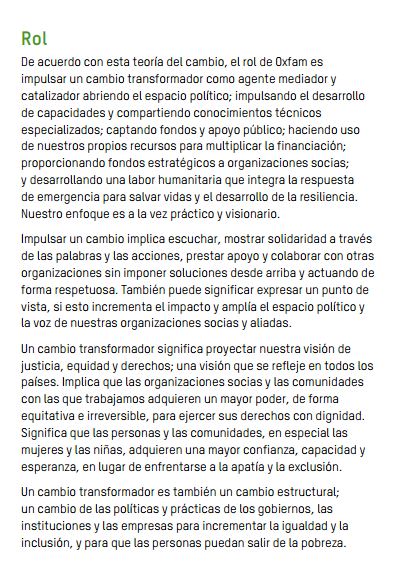 Rol
De acuerdo con esta teoría del cambio, el rol de Oxfam es
impulsar un cambio transformador como agente mediador y
catalizador abriendo el espacio político; impulsando el desarrollo
de capacidades y compartiendo conocimientos técnicos
especializados; captando fondos y apoyo público; haciendo uso
de nuestros propios recursos para multiplicar la financiación;
proporcionando fondos estratégicos a organizaciones socias;
y desarrollando una labor humanitaria que integra la respuesta
de emergencia para salvar vidas y el desarrollo de la resiliencia.
Nuestro enfoque es a la vez práctico y visionario.
Impulsar un cambio implica escuchar, mostrar solidaridad a través
de las palabras y las acciones, prestar apoyo y colaborar con otras
organizaciones sin imponer soluciones desde arriba y actuando de
forma respetuosa. También puede significar expresar un punto de
vista, si esto incrementa el impacto y amplía el espacio político y
la voz de nuestras organizaciones socias y aliadas.
Un cambio transformador significa proyectar nuestra visión de
justicia, equidad y derechos; una visión que se refleje en todos los
países. Implica que las organizaciones socias y las comunidades
con las que trabajamos adquieren un mayor poder, de forma
equitativa e irreversible, para ejercer sus derechos con dignidad.
Significa que las personas y las comunidades, en especial las
mujeres y las niñas, adquieren una mayor confianza, capacidad y
esperanza, en lugar de enfrentarse a la apatía y la exclusión.
Un cambio transformador es también un cambio estructural;
un cambio de las políticas y prácticas de los gobiernos, las
instituciones y las empresas para incrementar la igualdad y la
inclusión, y para que las personas puedan salir de la pobreza.